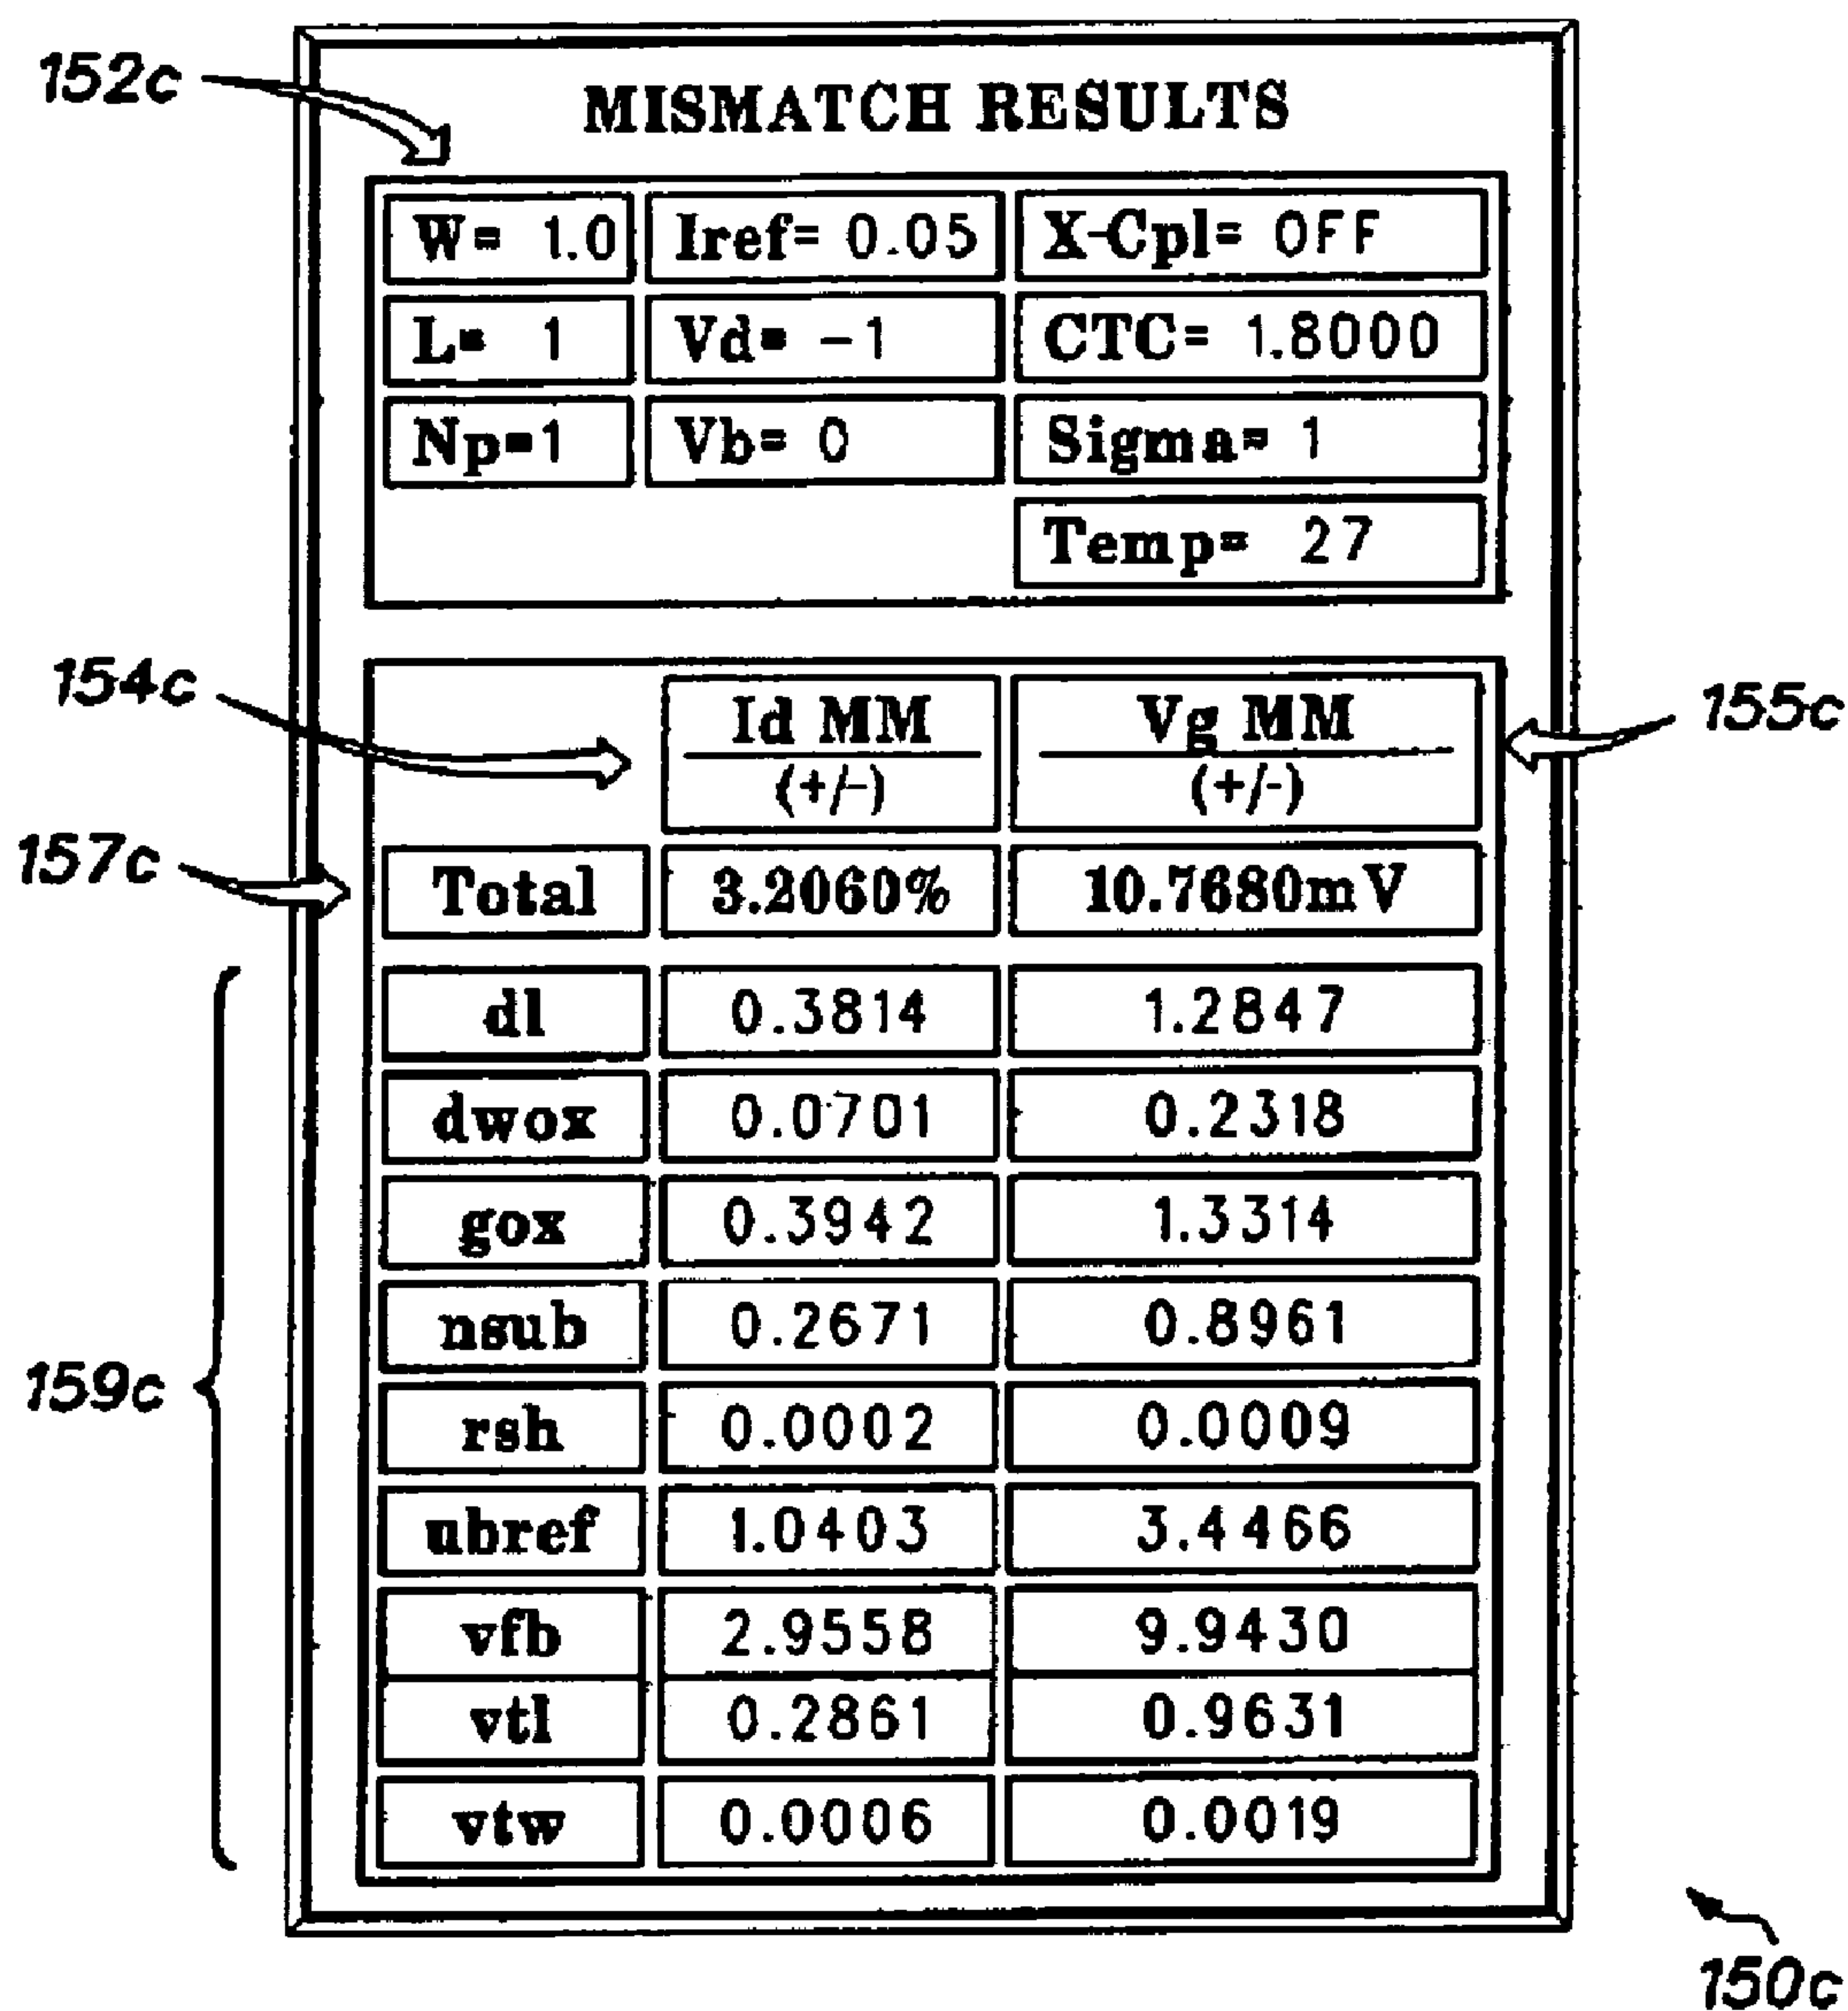 152c
MISMATCH RESULTS
W= 1.0 Iref= 0.05 X-Cpl= OFF
L= 1 Vd= -1 CTC= 1.8000
Np=1 Vb= 0 Sigma= 1
Temp= 27
154c
Id MM Vg MM
155c
(+/-) (+/-)
157c
Total 3.2060% 10.7680mV
dl 0.3814 1.2847
dwox 0.0701 0.2318
gox 0.3942 1.3314
nsub 0.2671 0.8961
159c
rsh 0.0002 0.0009
ubref 1.0403 3.4466
vfb 2.9558 9.9430
vtl 0.2861 0.9631
vtw 0.0006 0.0019
150c